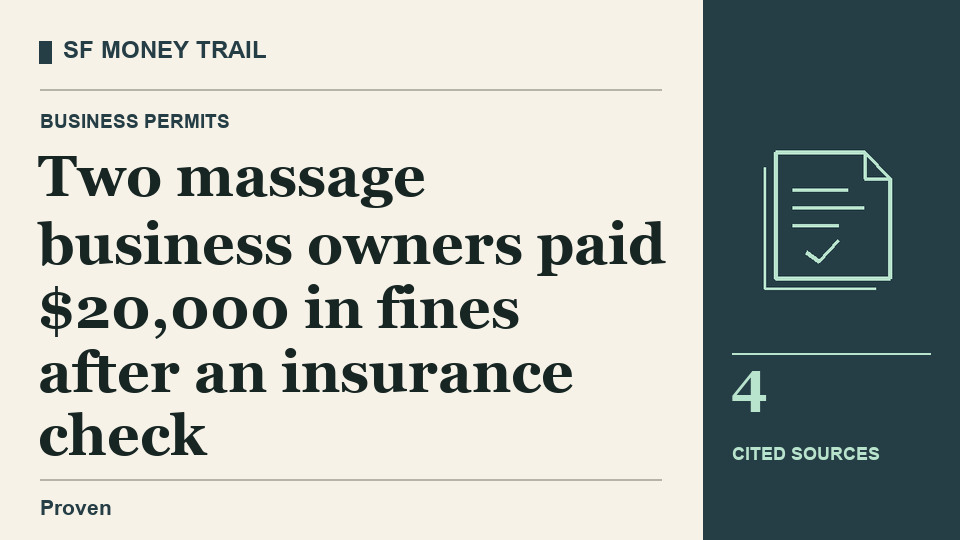 SF MONEY TRAIL
BUSINESS PERMITS
Two massage
business owners paid
$20,000 in fines
after an insurance
check
Proven
4
CITED SOURCES